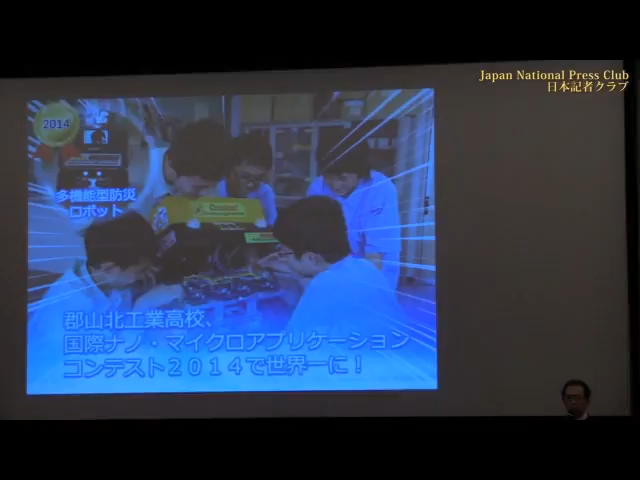 Japan National Press Club
日本記者クラブ
2014
多機能型防災
ロボット
郡山北工業高校、
国際ナノ・マイクロアプリケーション
コンテスト２０１４で世界一に！